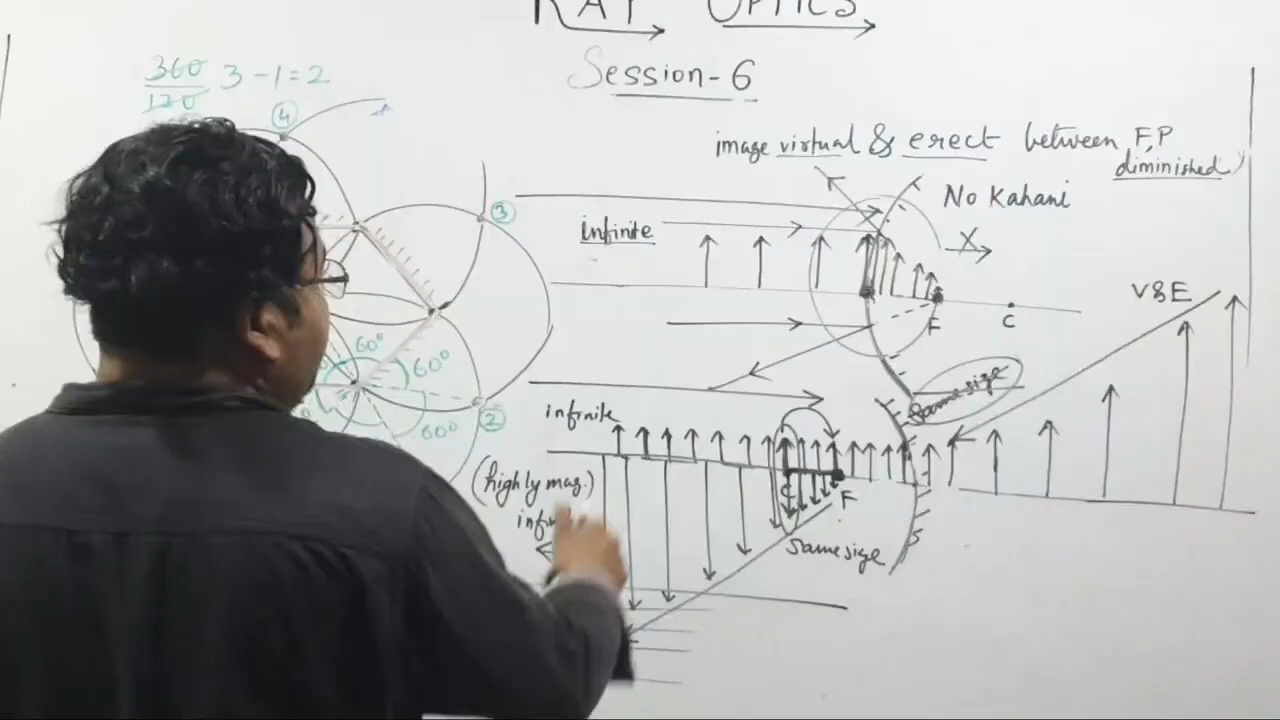 RAY OPTICS
Session-6
360
120
3-1=2
4
3
60°
60°
60°
2
image virtual & erect between F,P
diminished)
No Kahani
infinite
X
F
C
V&E
Same size
infinite
(highly mag.)
C
F
Same size